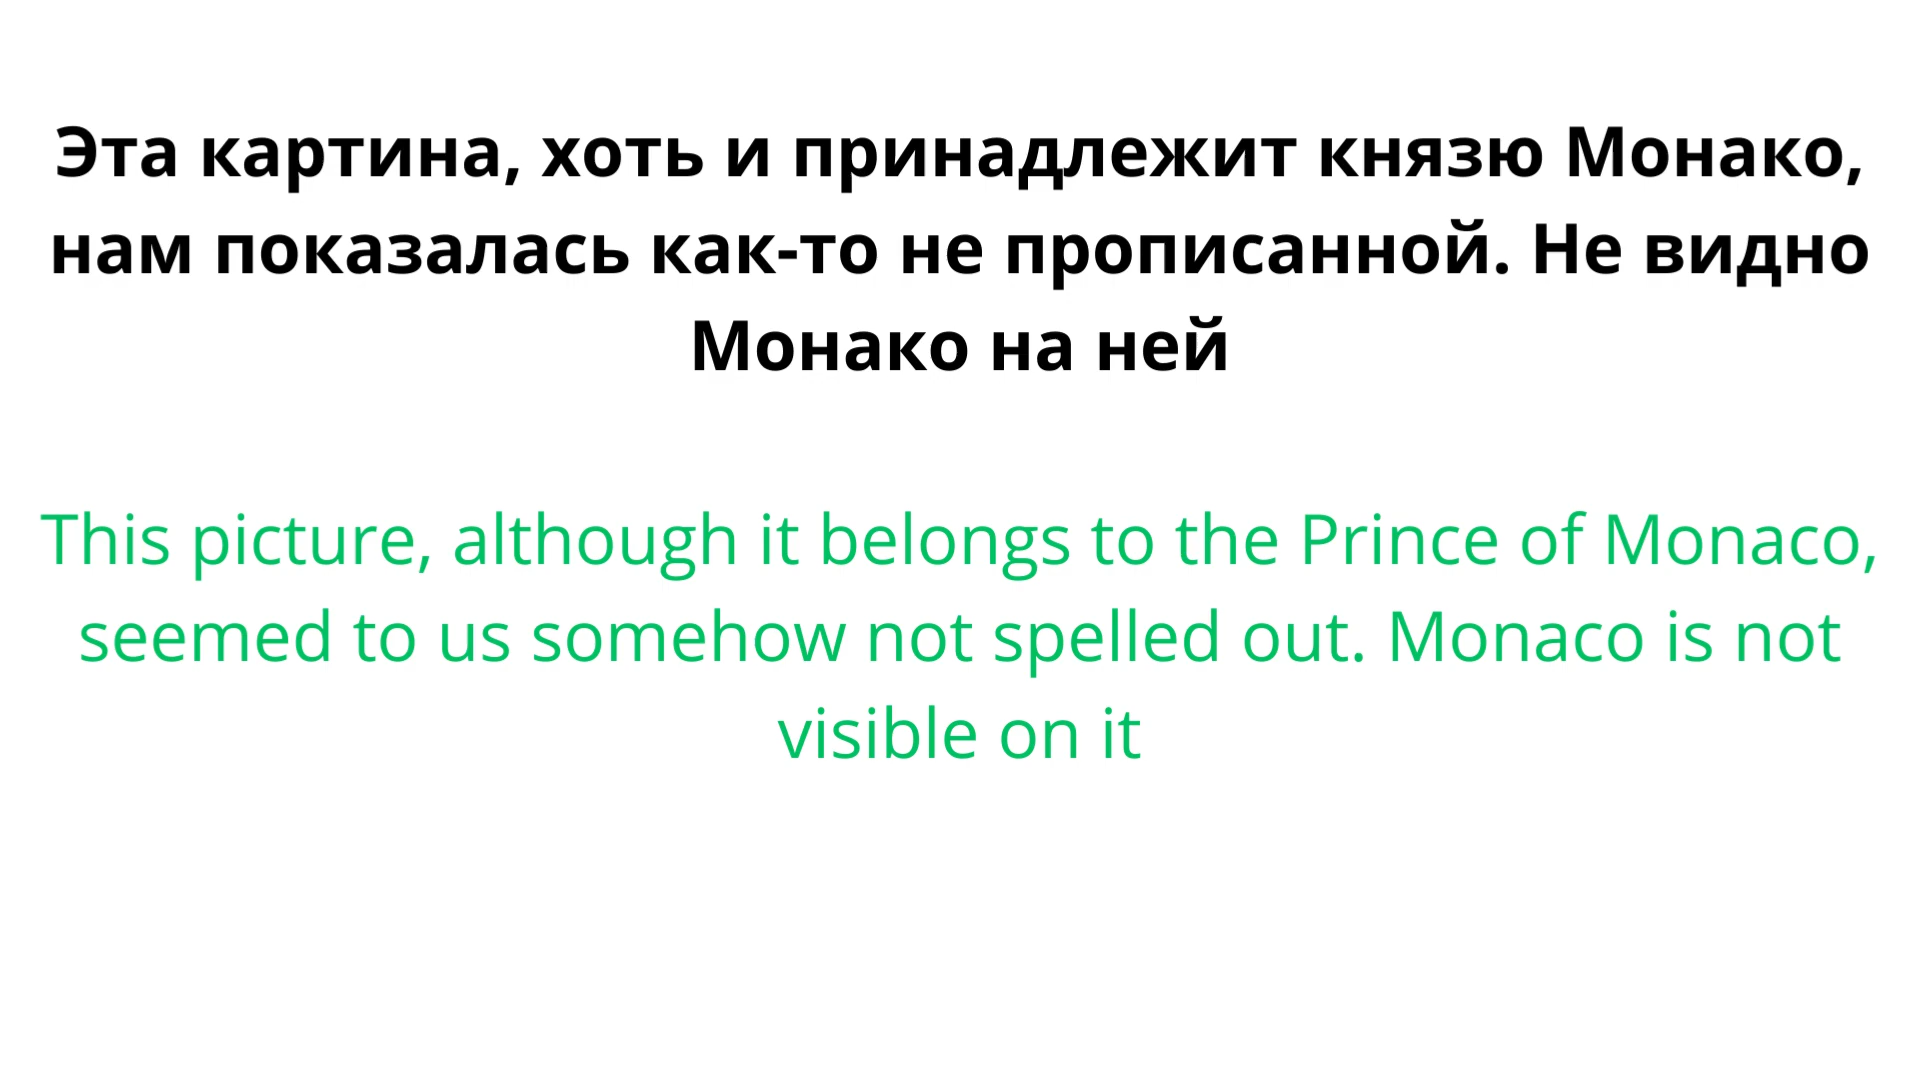 Эта картина, хоть и принадлежит князю Монако,
нам показалась как-то не прописанной. Не видно
Монако на ней
This picture, although it belongs to the Prince of Monaco,
seemed to us somehow not spelled out. Monaco is not
visible on it